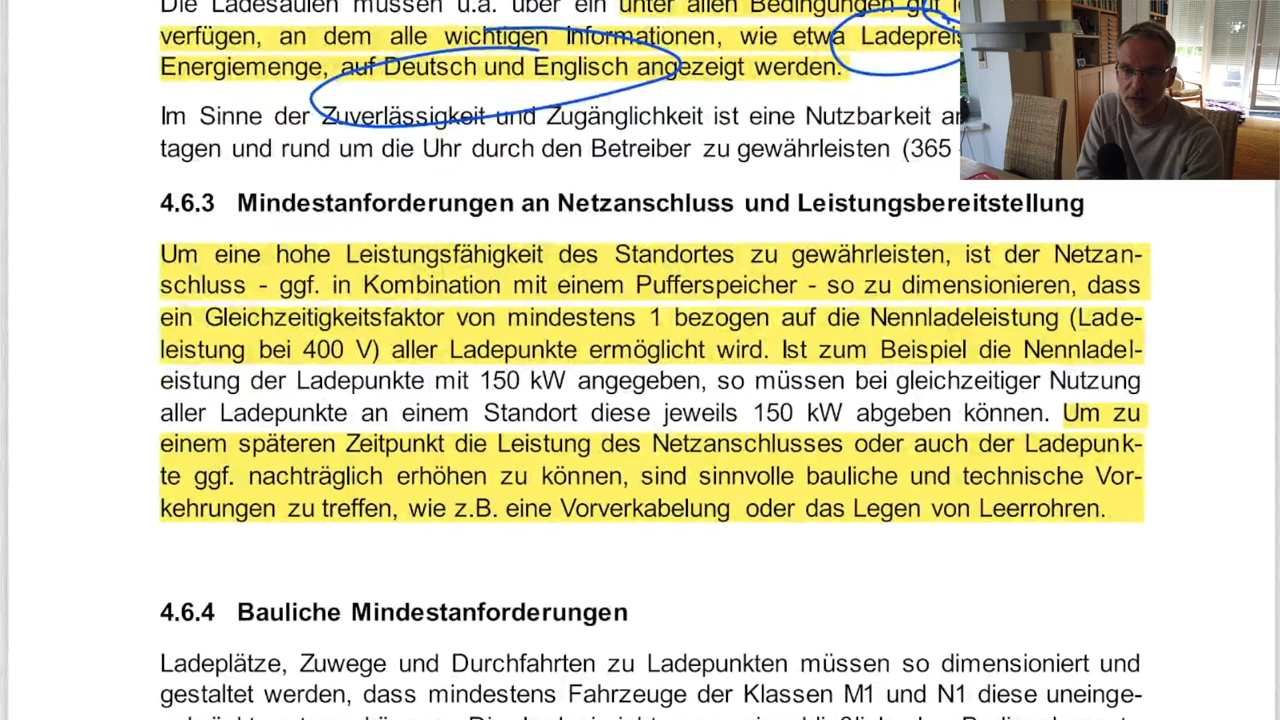 Die Ladesäulen müssen u.a. über ein unter allen Bedingungen gut
verfügen, an dem alle wichtigen Informationen, wie etwa
Energiemenge, auf Deutsch und Englisch angezeigt werden.
Im Sinne der Zuverlässigkeit und Zugänglichkeit ist eine Nutzbarkeit
tagen und rund um die Uhr durch den Betreiber zu gewährleisten (365
4.6.3 Mindestanforderungen an Netzanschluss und Leistungsbereitstellung
Um eine hohe Leistungsfähigkeit des Standortes zu gewährleisten, ist der Netzan-
schluss - ggf. in Kombination mit einem Pufferspeicher - so zu dimensionieren, dass
ein Gleichzeitigkeitsfaktor von mindestens 1 bezogen auf die Nennladeleistung (Lade-
leistung bei 400 V) aller Ladepunkte ermöglicht wird. Ist zum Beispiel die Nennladel-
eistung der Ladepunkte mit 150 kW angegeben, so müssen bei gleichzeitiger Nutzung
aller Ladepunkte an einem Standort diese jeweils 150 kW abgeben können. Um zu
einem späteren Zeitpunkt die Leistung des Netzanschlusses oder auch der Ladepunk-
te ggf. nachträglich erhöhen zu können, sind sinnvolle bauliche und technische Vor-
kehrungen zu treffen, wie z.B. eine Vorverkabelung oder das Legen von Leerrohren.
4.6.4 Bauliche Mindestanforderungen
Ladeplätze, Zuwege und Durchfahrten zu Ladepunkten müssen so dimensioniert und
gestaltet werden, dass mindestens Fahrzeuge der Klassen M1 und N1 diese uneinge-